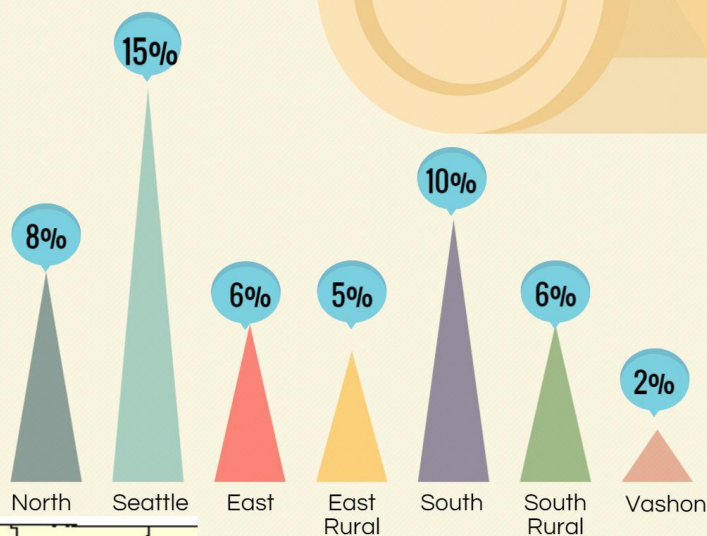 15%
10%
8%
6%
5%
6%
2%
North
Seattle
East
East
Rural
South
South
Rural
Vashon